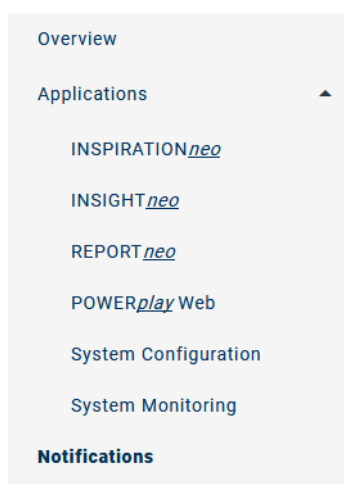 Overview
Applications
INSPIRATIONneo
INSIGHTneo
REPORTneo
POWERplay Web
System Configuration
System Monitoring
Notifications